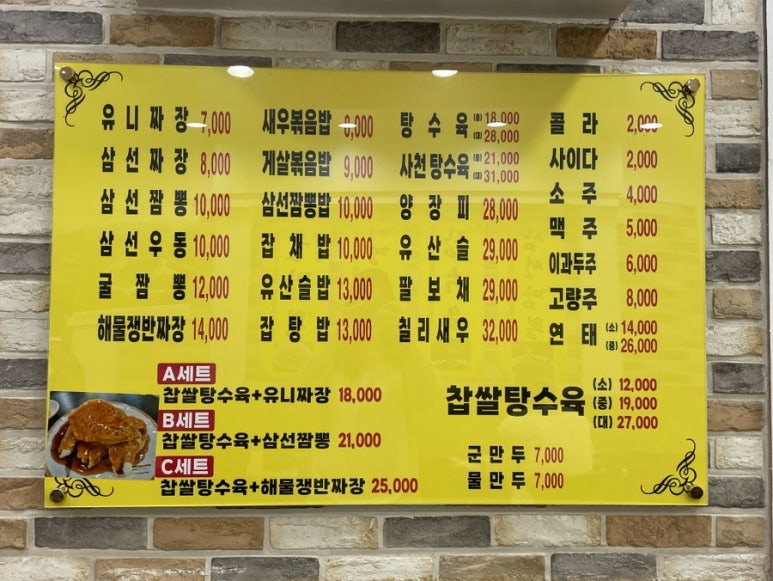 유니짜장 7,000
삼선짜장 8,000
삼선짬뽕 10,000
삼선우동 10,000
굴짬뽕 12,000
해물쟁반짜장 14,000
새우볶음밥 9,000
게살볶음밥 9,000
삼선짬뽕밥 10,000
잡채밥 10,000
유산슬밥 13,000
잡탕밥 13,000
탕수육 18,000
28,000
사천탕수육 21,000
31,000
양장피 28,000
유산슬 29,000
팔보채 29,000
칠리새우 32,000
콜라 2,000
사이다 2,000
소주 4,000
맥주 5,000
이과두주 6,000
고량주 8,000
연태 (소) 14,000
(중) 26,000
A세트
찹쌀탕수육+유니짜장 18,000
B세트
찹쌀탕수육+삼선짬뽕 21,000
C세트
찹쌀탕수육+해물쟁반짜장 25,000
찹쌀탕수육 (소) 12,000
(중) 19,000
(대) 27,000
군만두 7,000
물만두 7,000